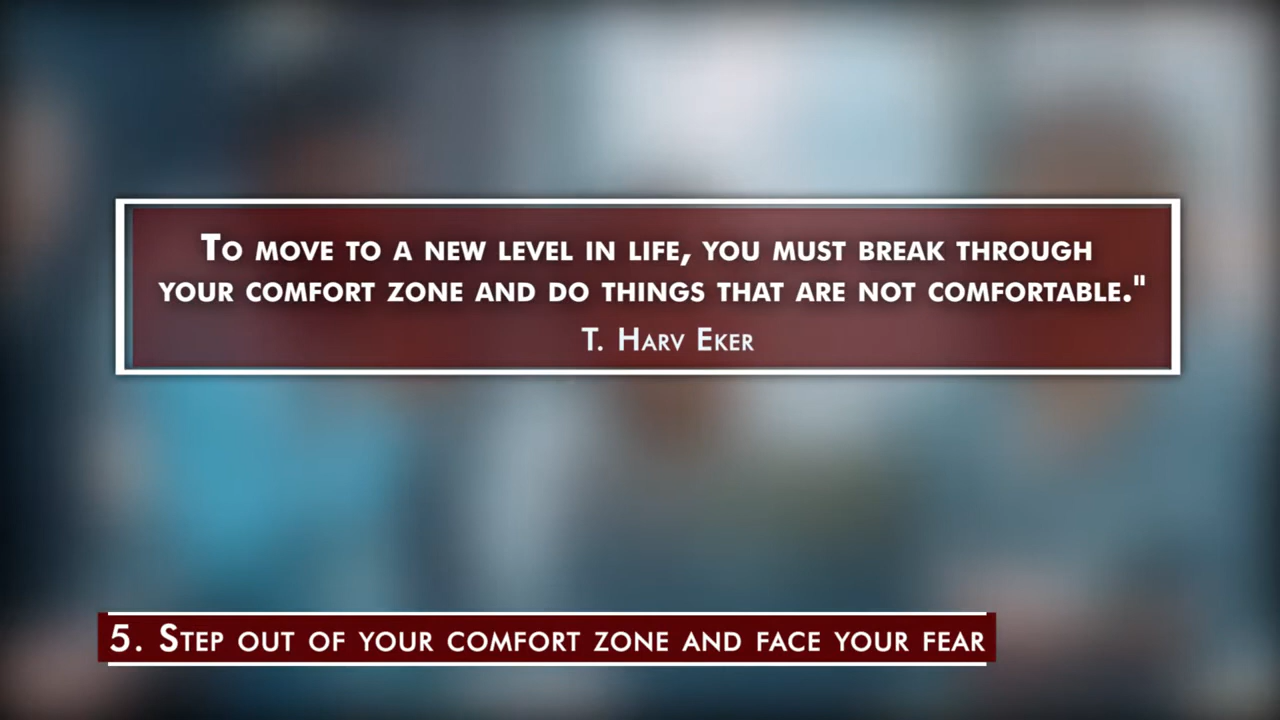 To move to a new level in life, you must break through
your comfort zone and do things that are not comfortable."
T. Harv Eker
5. Step out of your comfort zone and face your fear